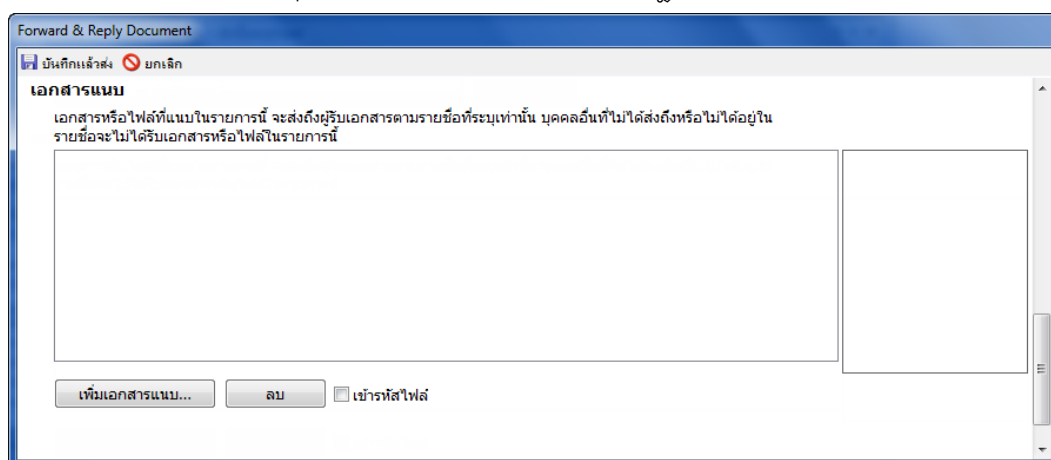 Forward & Reply Document
บันทึกแล้วส่ง ยกเลิก
เอกสารแนบ
เอกสารหรือไฟล์ที่แนบในรายการนี้ จะส่งถึงผู้รับเอกสารตามรายชื่อที่ระบุเท่านั้น บุคคลอื่นที่ไม่ได้ส่งถึงหรือไม่ได้อยู่ใน
รายชื่อจะไม่ได้รับเอกสารหรือไฟล์ในรายการนี้
เพิ่มเอกสารแนบ... ลบ เข้ารหัสไฟล์